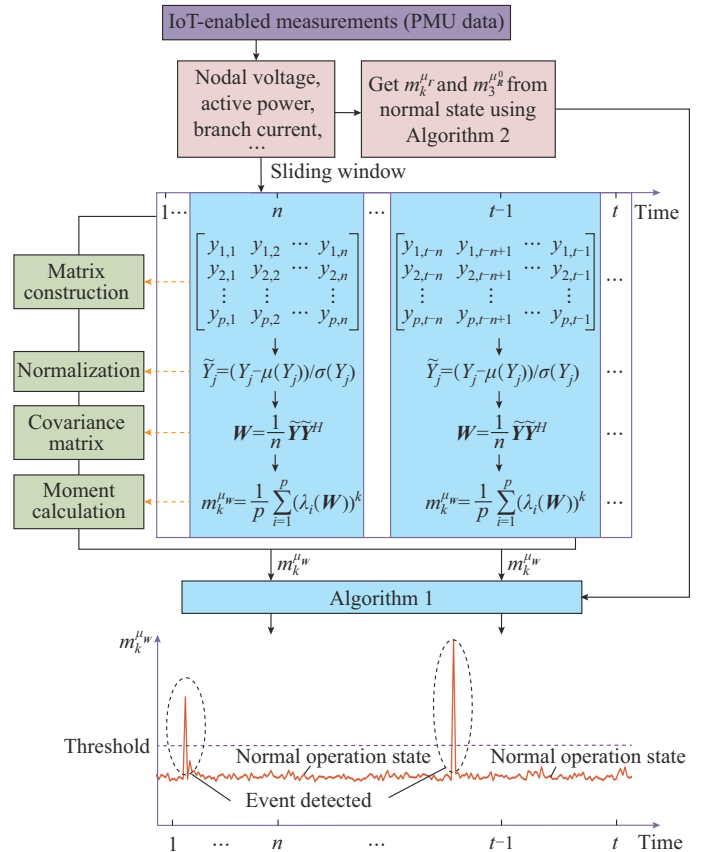 IoT-enabled measurements (PMU data)
Nodal voltage,
active power,
branch current,
…
Get m_k^{μ_Γ} and m_3^{μ_R^0} from
normal state using
Algorithm 2
Sliding window
1 ⋯ n ⋯ t−1 t Time
Matrix
construction
Normalization
Covariance
matrix
Moment
calculation
y_{1,1} y_{1,2} ⋯ y_{1,n}
y_{2,1} y_{2,2} ⋯ y_{2,n}
⋮ ⋮ ⋮
y_{p,1} y_{p,2} ⋯ y_{p,n}
Ỹ_j=(Y_j−μ(Y_j))/σ(Y_j)
W=1/n ỸỸ^H
m_k^{μ_W}=1/p ∑_{i=1}^{p}(λ_i(W))^k
y_{1,t−n} y_{1,t−n+1} ⋯ y_{1,t−1}
y_{2,t−n} y_{2,t−n+1} ⋯ y_{2,t−1}
⋮ ⋮ ⋮
y_{p,t−n} y_{p,t−n+1} ⋯ y_{p,t−1}
Ỹ_j=(Y_j−μ(Y_j))/σ(Y_j)
W=1/n ỸỸ^H
m_k^{μ_W}=1/p ∑_{i=1}^{p}(λ_i(W))^k
⋯
⋯
⋯
⋯
m_k^{μ_W} m_k^{μ_W}
Algorithm 1
m_k^{μ_W}
Threshold
Normal operation state
Normal operation state
Event detected
1 ⋯ n ⋯ t−1 t Time